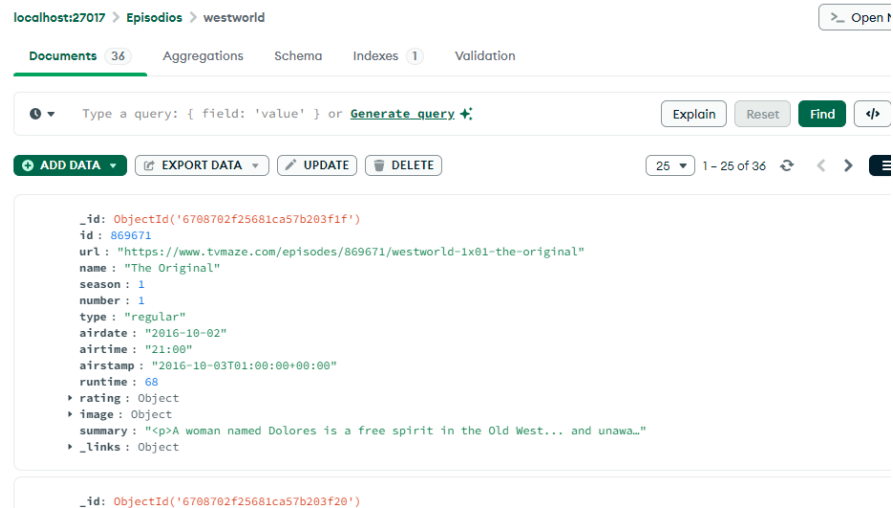 localhost:27017 > Episodios > westworld
>_ Open
Documents 36 Aggregations Schema Indexes 1 Validation
Type a query: { field: 'value' } or Generate query
Explain Reset Find </>
ADD DATA EXPORT DATA UPDATE DELETE
25 1 – 25 of 36
_id: ObjectId('6708702f25681ca57b203f1f')
id : 869671
url : "https://www.tvmaze.com/episodes/869671/westworld-1x01-the-original"
name : "The Original"
season : 1
number : 1
type : "regular"
airdate : "2016-10-02"
airtime : "21:00"
airstamp : "2016-10-03T01:00:00+00:00"
runtime : 68
rating : Object
image : Object
summary : "<p>A woman named Dolores is a free spirit in the Old West... and unawa…"
_links : Object
_id: ObjectId('6708702f25681ca57b203f20')